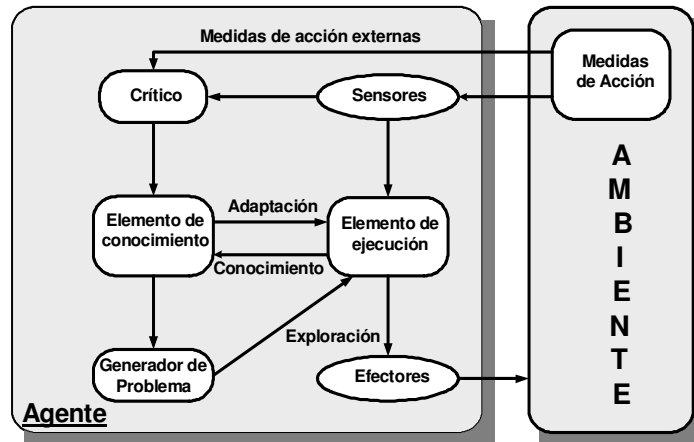 Medidas de acción externas
Medidas
de Acción
Crítico
Sensores
Adaptación
Elemento de
conocimiento
Elemento de
ejecución
Conocimiento
Exploración
Generador de
Problema
Efectores
Agente
A
M
B
I
E
N
T
E